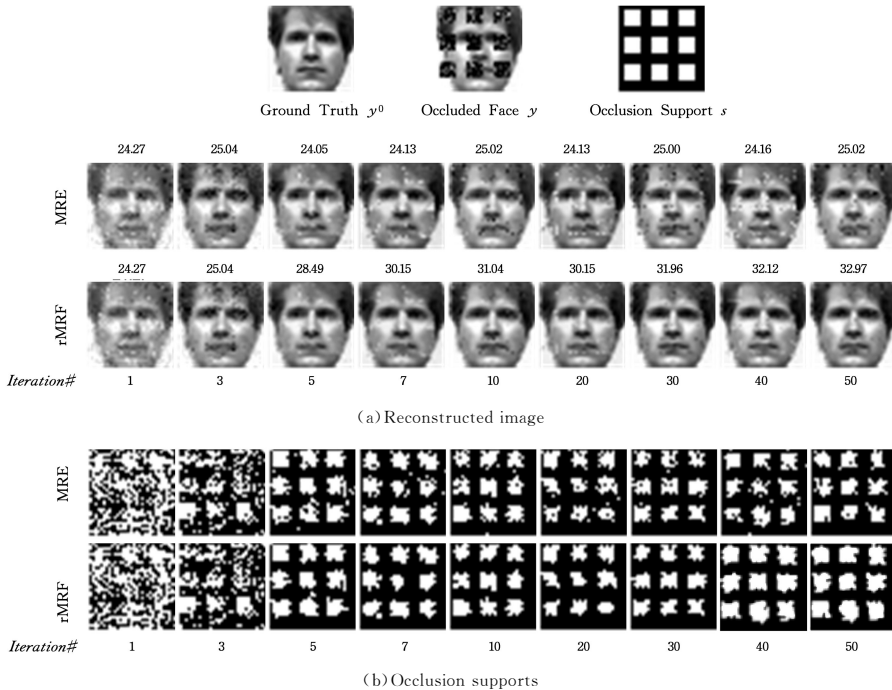 Ground Truth y⁰
Occluded Face y
Occlusion Support s
24.27 25.04 24.05 24.13 25.02 24.13 25.00 24.16 25.02
MRE
24.27 25.04 28.49 30.15 31.04 30.15 31.96 32.12 32.97
rMRF
Iteration# 1 3 5 7 10 20 30 40 50
(a)Reconstructed image
MRE
rMRF
Iteration# 1 3 5 7 10 20 30 40 50
(b)Occlusion supports